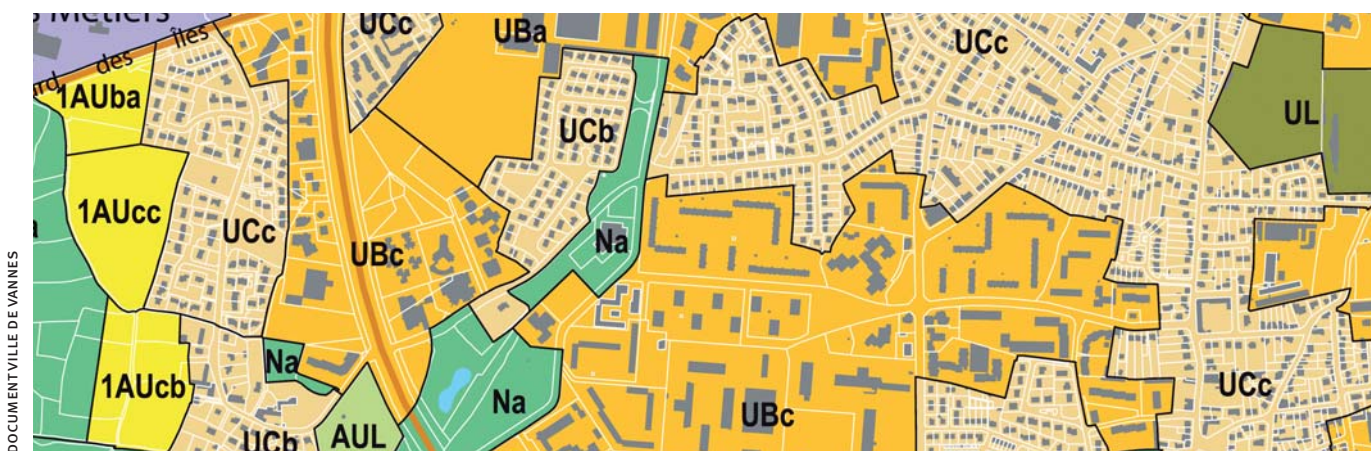 s Métiers
ard des îles
UCc
UBa
UCc
1AUba
UCb
UL
1AUcc
UCc
UBc
Na
a
Na
1AUcb
Na
UBc
UCc
UCb
AUL
DOCUMENT VILLE DE VANNES